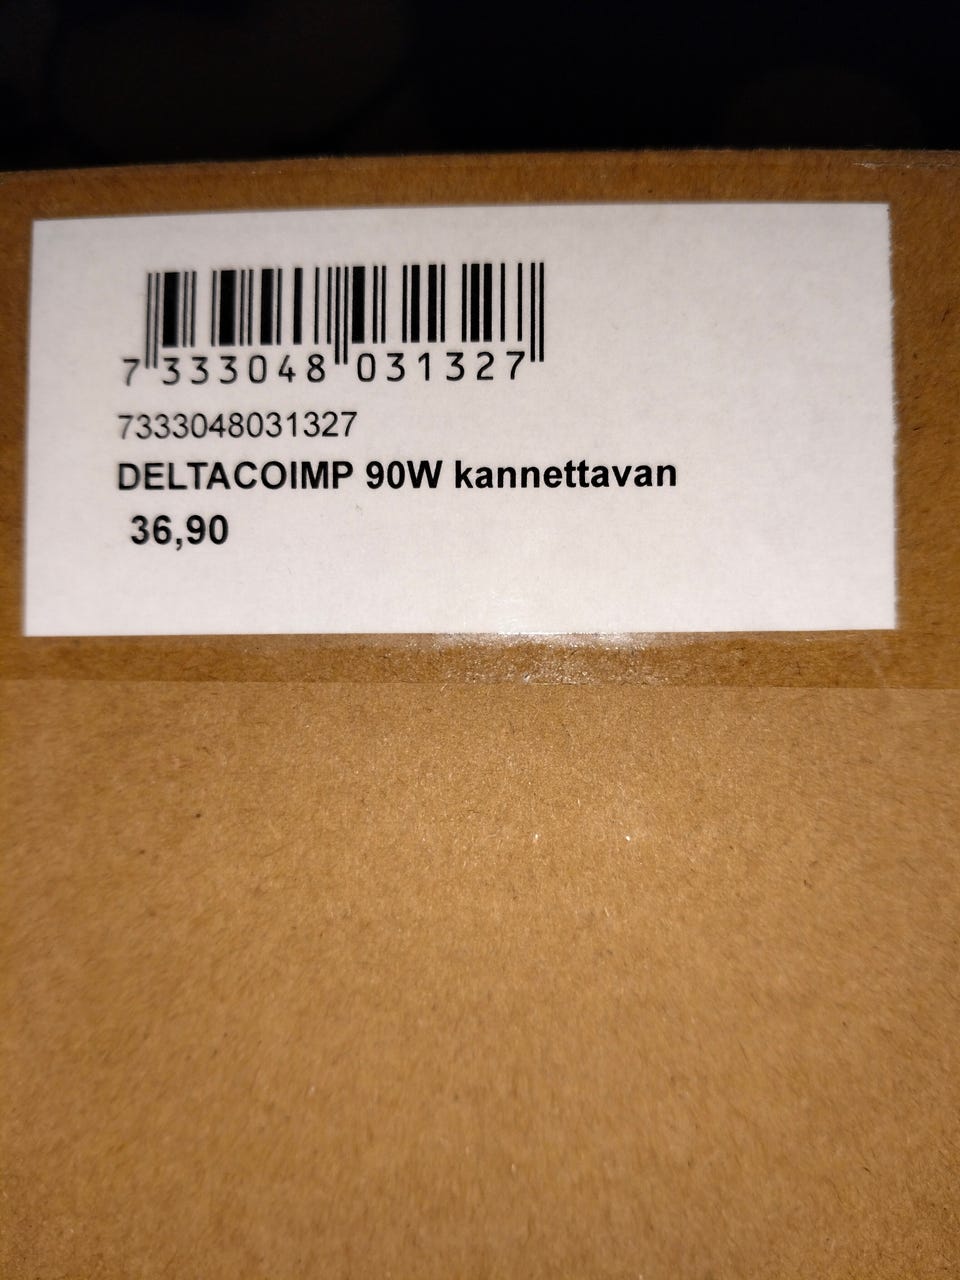 7 333048 031327
7333048031327
DELTACOIMP 90W kannettavan
36,90